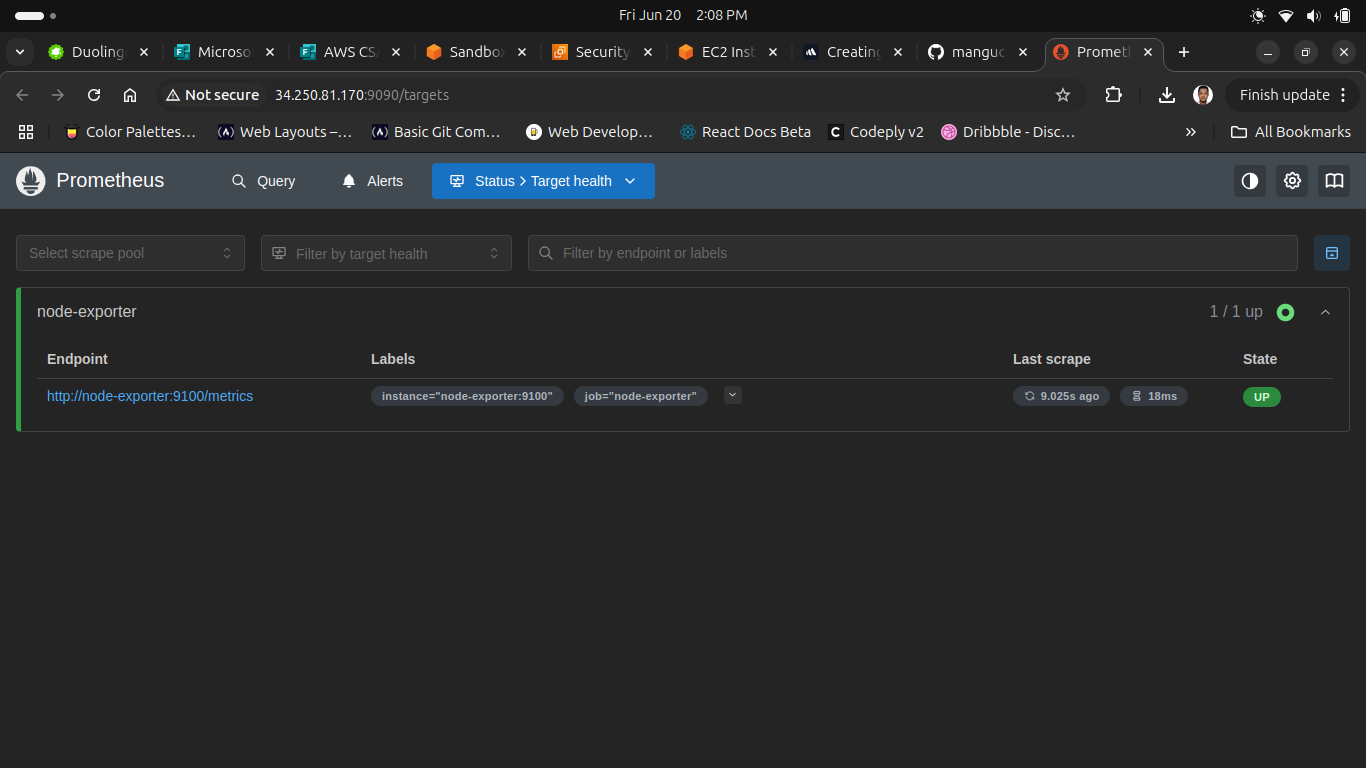 Fri Jun 20 2:08 PM
Duoling Microso AWS CSA Sandbox Security EC2 Inst Creating manguc Prometh
Not secure 34.250.81.170:9090/targets Finish update
Color Palettes... Web Layouts –... Basic Git Com... Web Develop... React Docs Beta Codeply v2 Dribbble - Disc... All Bookmarks
Prometheus Query Alerts Status > Target health
Select scrape pool Filter by target health Filter by endpoint or labels
node-exporter 1 / 1 up
Endpoint Labels Last scrape State
http://node-exporter:9100/metrics instance="node-exporter:9100" job="node-exporter" 9.025s ago 18ms UP